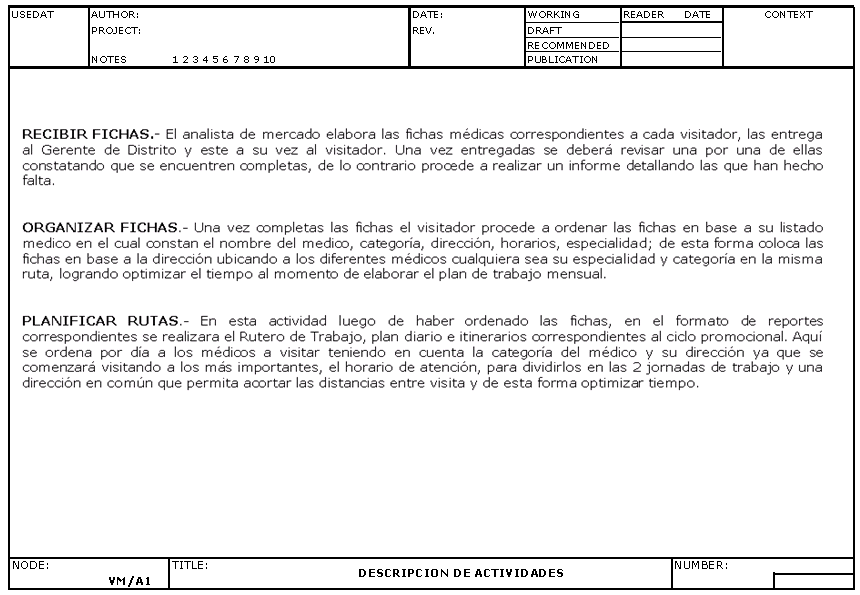 USEDAT AUTHOR: DATE: WORKING READER DATE CONTEXT
PROJECT: REV. DRAFT
RECOMMENDED
NOTES 1 2 3 4 5 6 7 8 9 10 PUBLICATION
RECIBIR FICHAS.- El analista de mercado elabora las fichas médicas correspondientes a cada visitador, las entrega
al Gerente de Distrito y este a su vez al visitador. Una vez entregadas se deberá revisar una por una de ellas
constatando que se encuentren completas, de lo contrario procede a realizar un informe detallando las que han hecho
falta.
ORGANIZAR FICHAS.- Una vez completas las fichas el visitador procede a ordenar las fichas en base a su listado
medico en el cual constan el nombre del medico, categoría, dirección, horarios, especialidad; de esta forma coloca las
fichas en base a la dirección ubicando a los diferentes médicos cualquiera sea su especialidad y categoría en la misma
ruta, logrando optimizar el tiempo al momento de elaborar el plan de trabajo mensual.
PLANIFICAR RUTAS.- En esta actividad luego de haber ordenado las fichas, en el formato de reportes
correspondientes se realizara el Rutero de Trabajo, plan diario e itinerarios correspondientes al ciclo promocional. Aquí
se ordena por día a los médicos a visitar teniendo en cuenta la categoría del médico y su dirección ya que se
comenzará visitando a los más importantes, el horario de atención, para dividirlos en las 2 jornadas de trabajo y una
dirección en común que permita acortar las distancias entre visita y de esta forma optimizar tiempo.
NODE: TITLE: NUMBER:
VM/A1 DESCRIPCION DE ACTIVIDADES